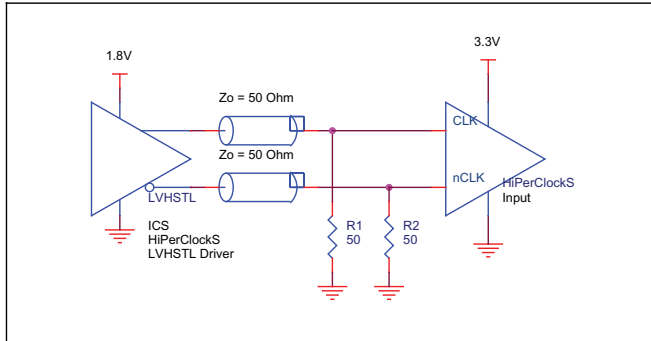 1.8V
3.3V
Zo = 50 Ohm
CLK
Zo = 50 Ohm
nCLK
LVHSTL
HiPerClockS
Input
ICS
HiPerClockS
LVHSTL Driver
R1
50
R2
50